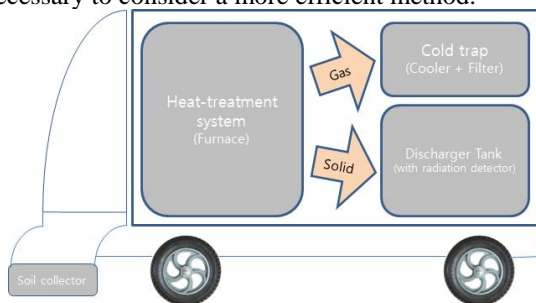 ecessary to consider a more efficient method.
Heat-treatment
system
(Furnace)
Gas
Solid
Cold trap
(Cooler + Filter)
Discharger Tank
(with radiation detector)
Soil collector